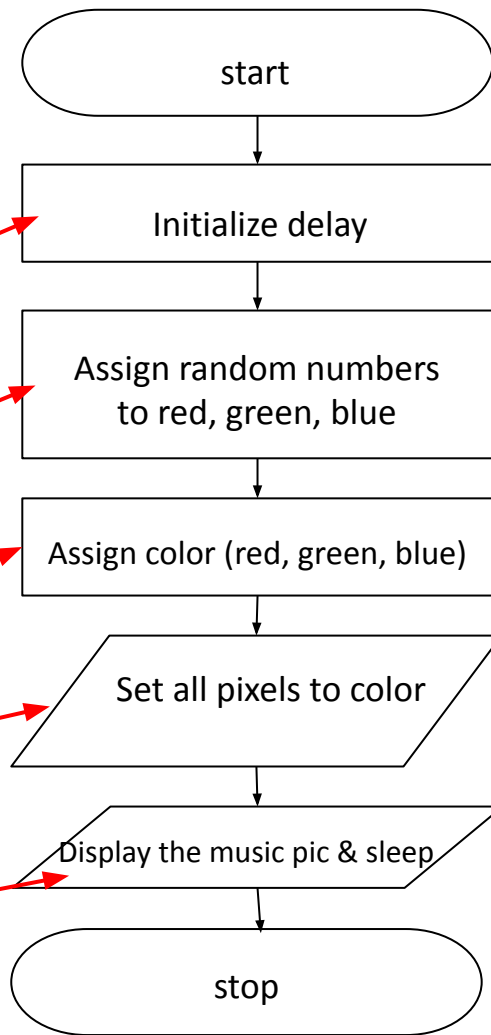 start
Initialize delay
Assign random numbers
to red, green, blue
Assign color (red, green, blue)
Set all pixels to color
Display the music pic & sleep
stop